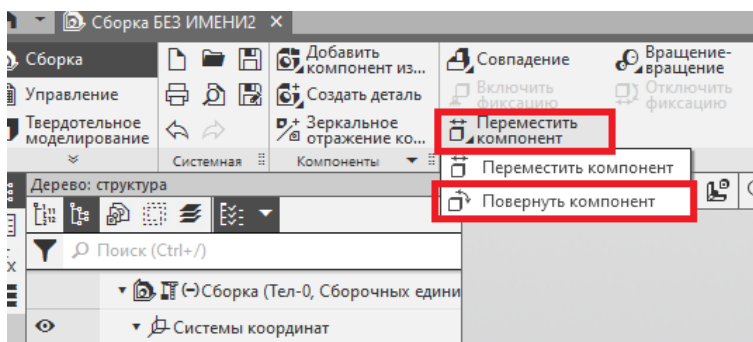 Сборка БЕЗ ИМЕНИ2
Сборка
Добавить
компонент из...
Совпадение
Вращение-
вращение
Управление
Создать деталь
Включить
фиксацию
Отключить
фиксацию
Твердотельное
моделирование
Зеркальное
отражение ко...
Переместить
компонент
Системная
Компоненты
Переместить компонент
Повернуть компонент
Дерево: структура
Поиск (Ctrl+/)
(-)Сборка (Тел-0, Сборочных едини
Системы координат